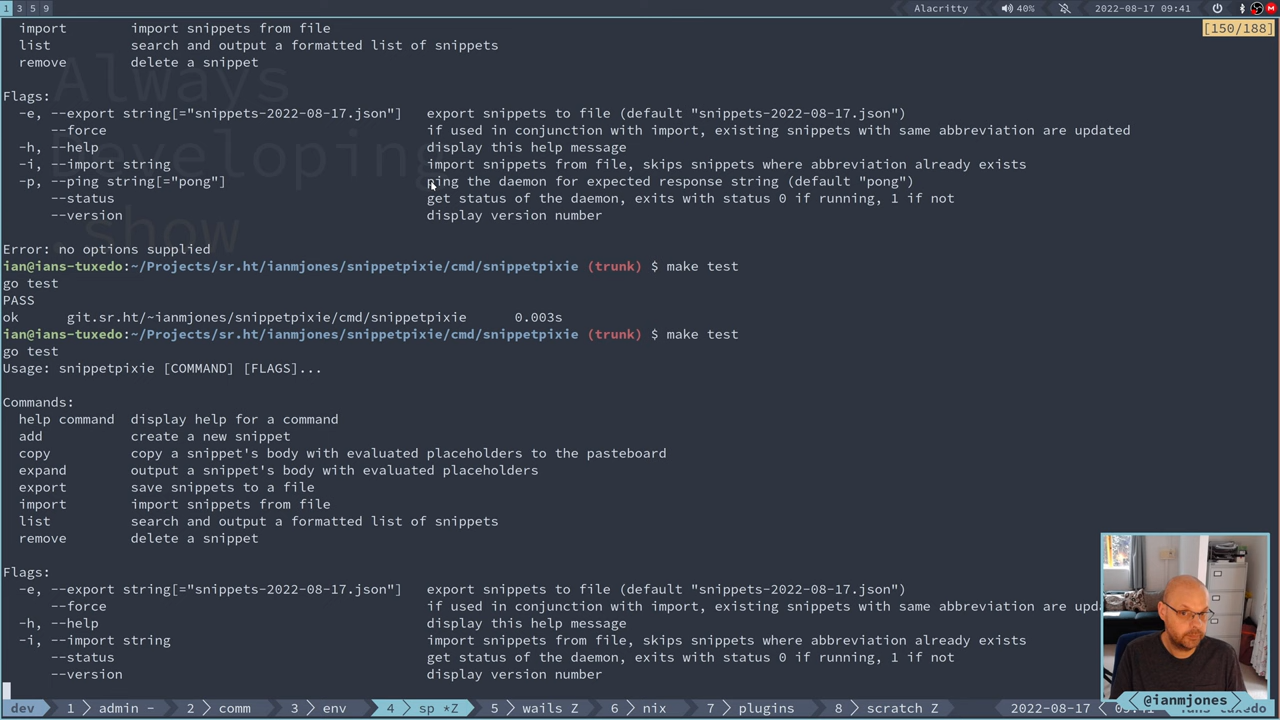 1 3 5 9 Alacritty 40% 2022-08-17 09:41
import import snippets from file [150/188]
list search and output a formatted list of snippets
remove delete a snippet
Always
Flags:
-e, --export string[="snippets-2022-08-17.json"] export snippets to file (default "snippets-2022-08-17.json")
--force if used in conjunction with import, existing snippets with same abbreviation are updated
-h, --help display this help message
Developing
-i, --import string import snippets from file, skips snippets where abbreviation already exists
-p, --ping string[="pong"] ping the daemon for expected response string (default "pong")
--status get status of the daemon, exits with status 0 if running, 1 if not
--version display version number
show
Error: no options supplied
ian@ians-tuxedo:~/Projects/sr.ht/ianmjones/snippetpixie/cmd/snippetpixie (trunk) $ make test
go test
PASS
ok git.sr.ht/~ianmjones/snippetpixie/cmd/snippetpixie 0.003s
ian@ians-tuxedo:~/Projects/sr.ht/ianmjones/snippetpixie/cmd/snippetpixie (trunk) $ make test
go test
Usage: snippetpixie [COMMAND] [FLAGS]...
Commands:
help command display help for a command
add create a new snippet
copy copy a snippet's body with evaluated placeholders to the pasteboard
expand output a snippet's body with evaluated placeholders
export save snippets to a file
import import snippets from file
list search and output a formatted list of snippets
remove delete a snippet
Flags:
-e, --export string[="snippets-2022-08-17.json"] export snippets to file (default "snippets-2022-08-17.json")
--force if used in conjunction with import, existing snippets with same abbreviation are
-h, --help display this help message
-i, --import string import snippets from file, skips snippets where abbreviation already exists
--status get status of the daemon, exits with status 0 if running, 1 if not
--version display version number
@ianmjones
dev 1 admin - 2 comm 3 env 4 sp *Z 5 wails Z 6 nix 7 plugins 8 scratch Z 2022-08-17